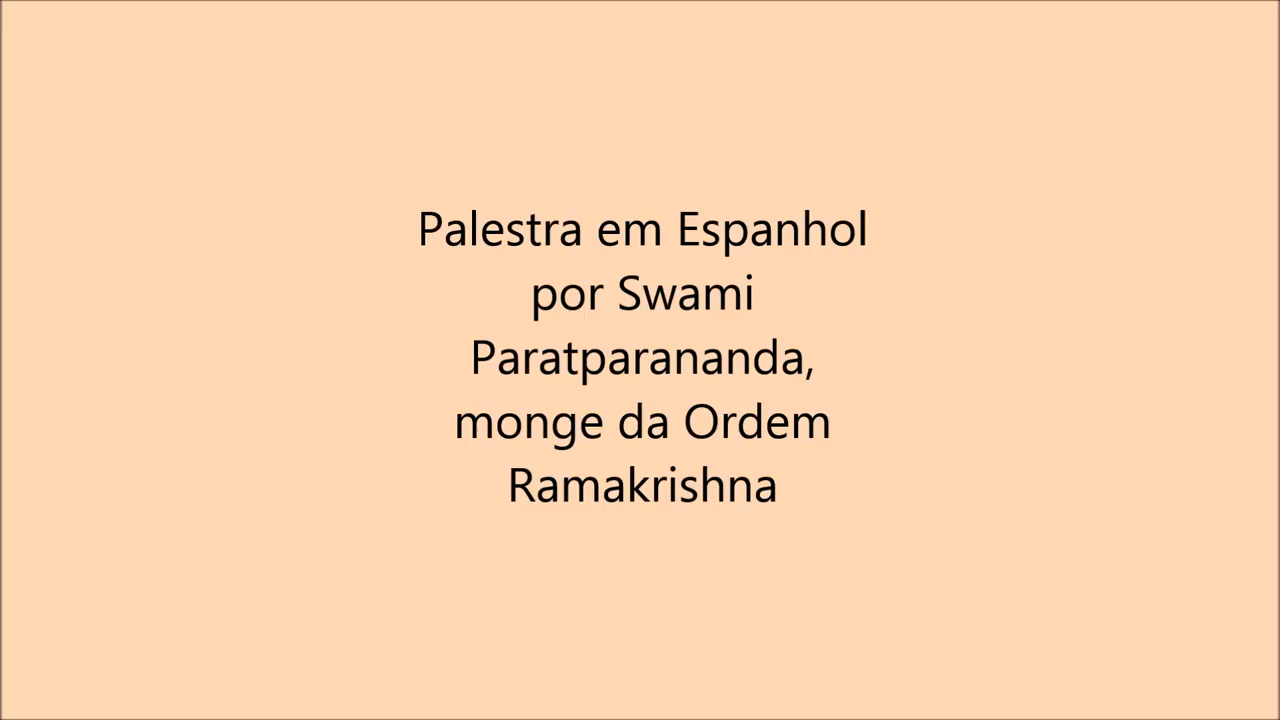 Palestra em Espanhol
por Swami
Paratparananda,
monge da Ordem
Ramakrishna